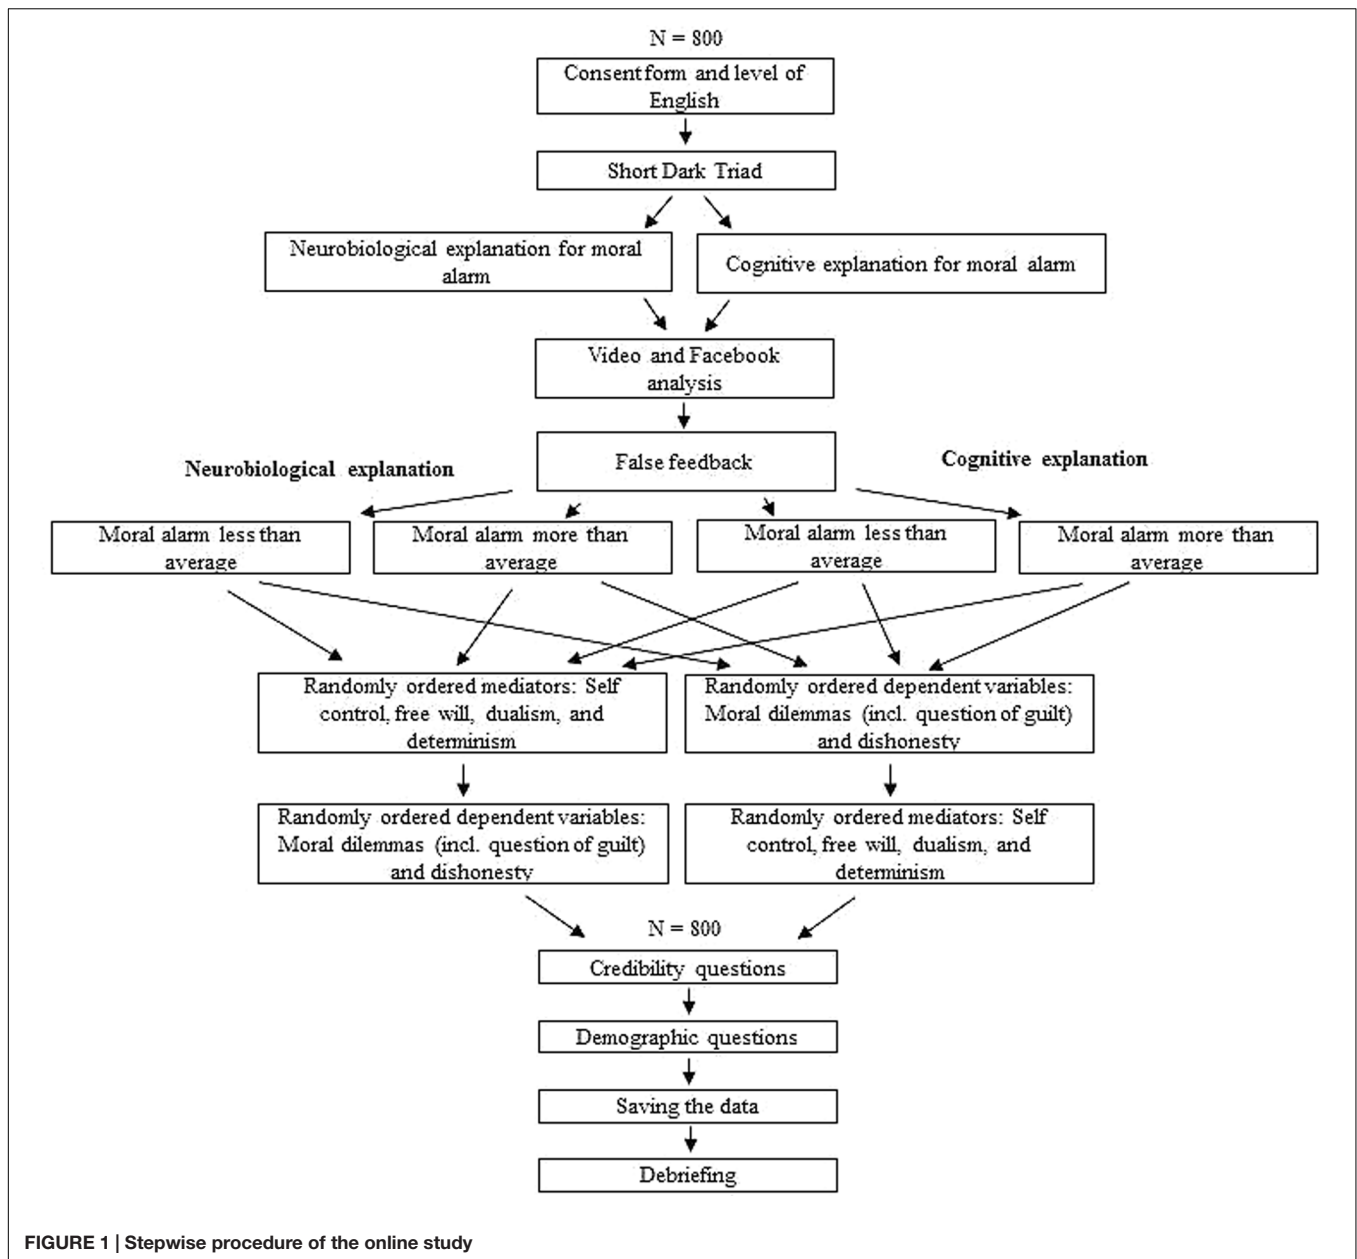 N = 800
Consent form and level of
English
Short Dark Triad
Neurobiological explanation for moral
alarm
Cognitive explanation for moral alarm
Video and Facebook
analysis
False feedback
Neurobiological explanation
Cognitive explanation
Moral alarm less than
average
Moral alarm more than
average
Moral alarm less than
average
Moral alarm more than
average
Randomly ordered mediators: Self
control, free will, dualism, and
determinism
Randomly ordered dependent variables:
Moral dilemmas (incl. question of guilt)
and dishonesty
Randomly ordered dependent variables:
Moral dilemmas (incl. question of guilt)
and dishonesty
Randomly ordered mediators: Self
control, free will, dualism, and
determinism
N = 800
Credibility questions
Demographic questions
Saving the data
Debriefing
FIGURE 1 | Stepwise procedure of the online study